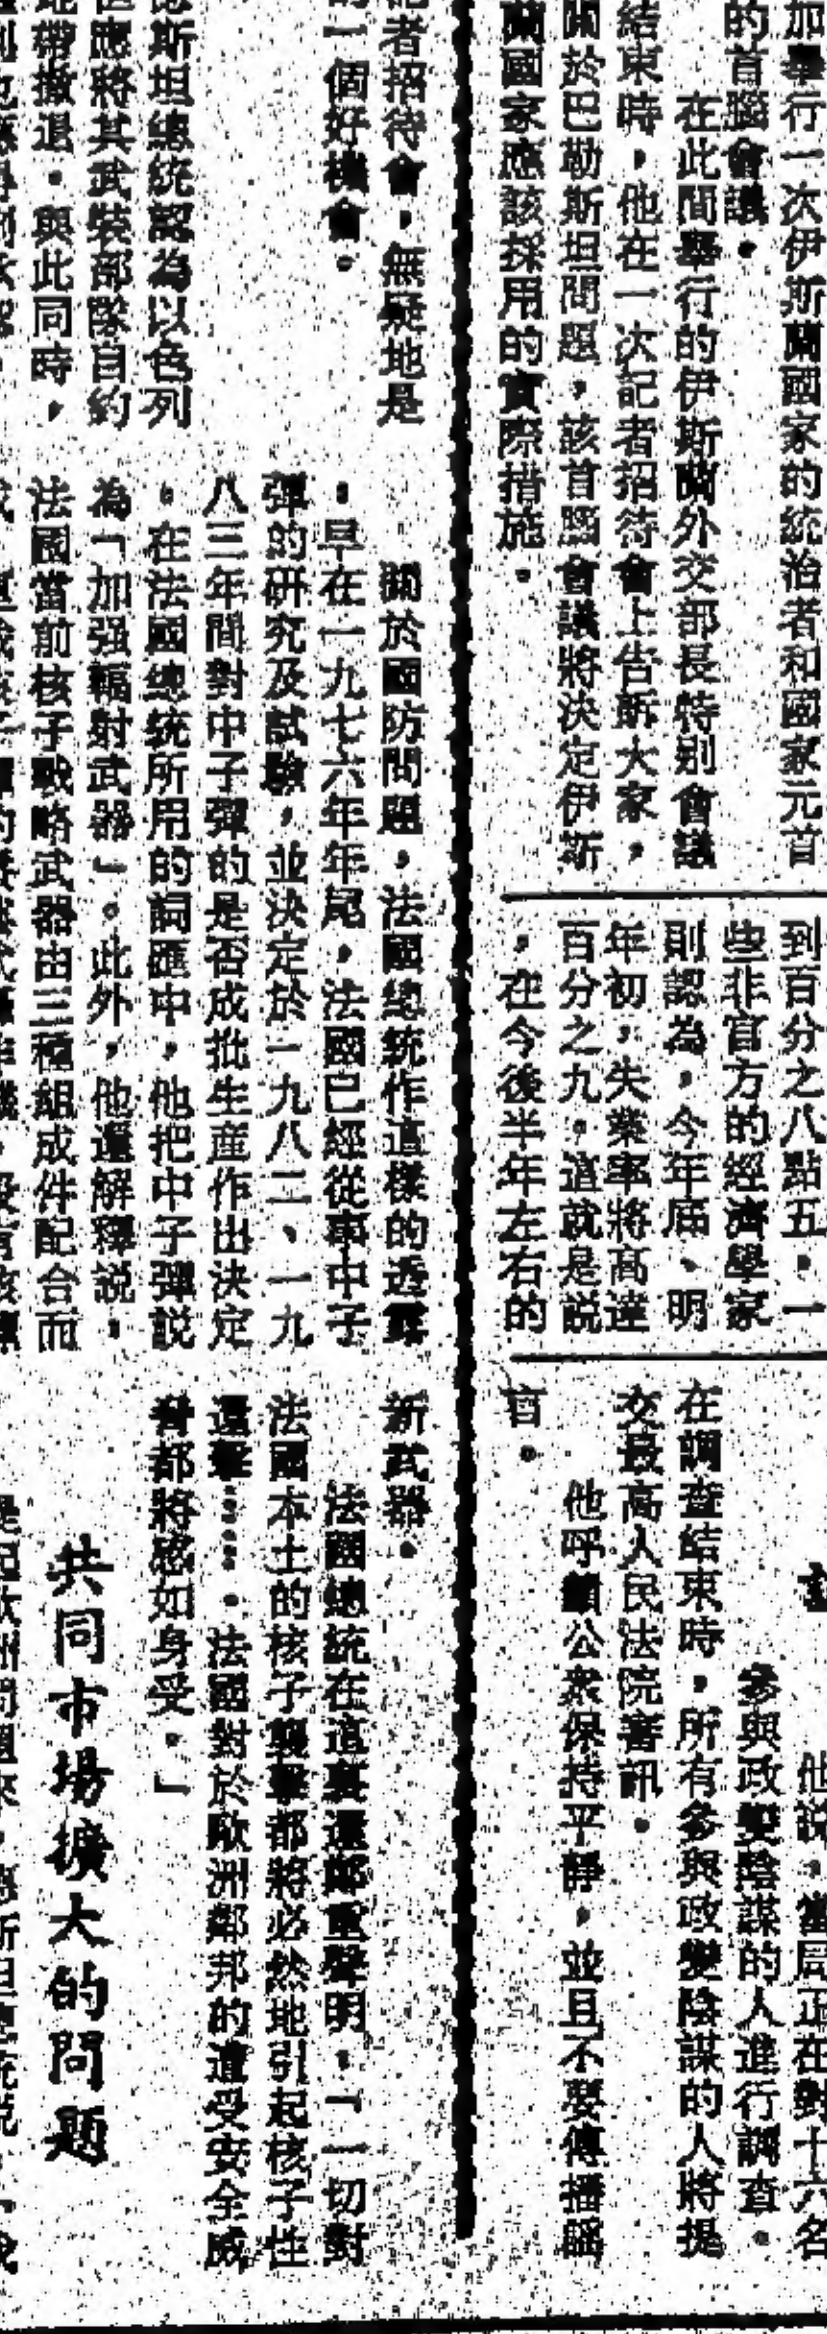 加舉行一次伊斯蘭國家的統治者和國家元首
的首腦會議。
在此間舉行的伊斯蘭外交部長特別會議
結束時，他在一次記者招待會上告訴大家，
關於巴勒斯坦問題，該首腦會議將決定伊斯
蘭國家應該採用的實際措施。
到百分之八點五。一
些非官方的經濟學家
則認為，今年底、明
年初，失業率將高達
百分之九。這就是說
，在今後半年左右的
他説，當局正在對十六名
參與政變陰謀的人進行調查。
在調查結束時，所有參與政變陰謀的人將提
交最高人民法院審訊。
他呼籲公衆保持平靜，並且不要傳播謠
言。
記者招待會，無疑地是
的一個好機會。
德斯坦總統認為以色列
但應將其武裝部隊自約
地帶撤退。與此同時，
關於國防問題，法國總統作這樣的透露
。早在一九七六年年尾，法國已經從事中子
彈的研究及試驗，並決定於一九八二、一九
八三年間對中子彈的是否成批生産作出決定
。在法國總統所用的詞匯中，他把中子彈説
為「加强輻射武器」。此外，他還解釋説，
法國當前核子戰略武器由三種組成件配合而
新武器。
法國總統在這裏還鄭重聲明：「一切對
法國本土的核子襲擊都將必然地引起核子性
還擊……。法國對於歐洲鄰邦的遭受安全威
脅都將感如身受。」
共同市場擴大的問題